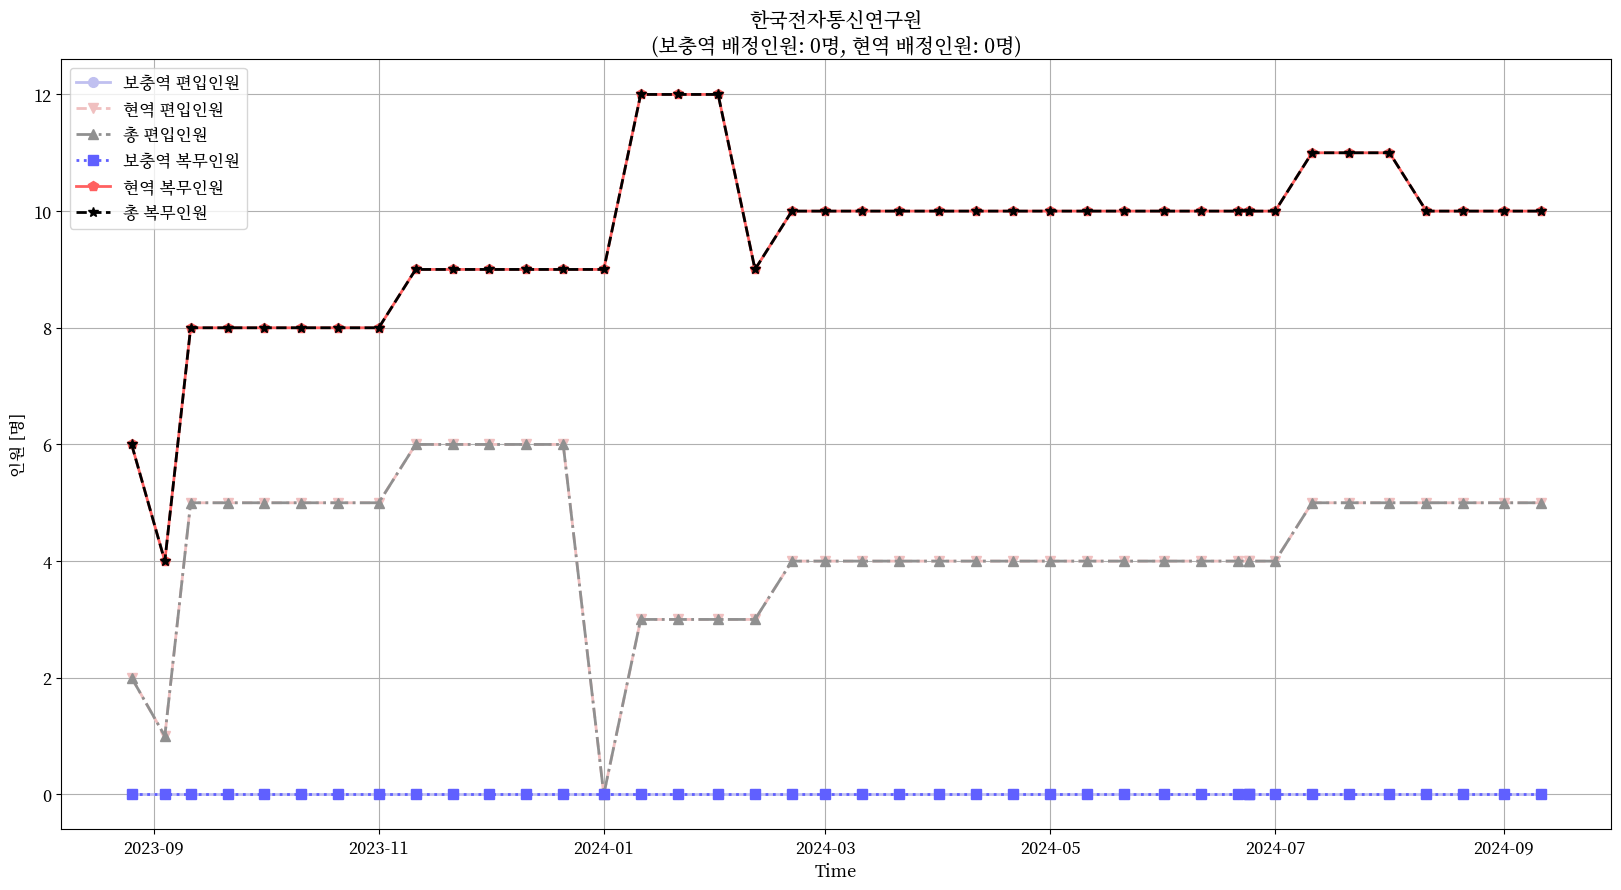 한국전자통신연구원
(보충역 배정인원: 0명, 현역 배정인원: 0명)
보충역 편입인원
현역 편입인원
총 편입인원
보충역 복무인원
현역 복무인원
총 복무인원
12
10
8
6
4
2
0
인원 [명]
2023-09
2023-11
2024-01
2024-03
2024-05
2024-07
2024-09
Time